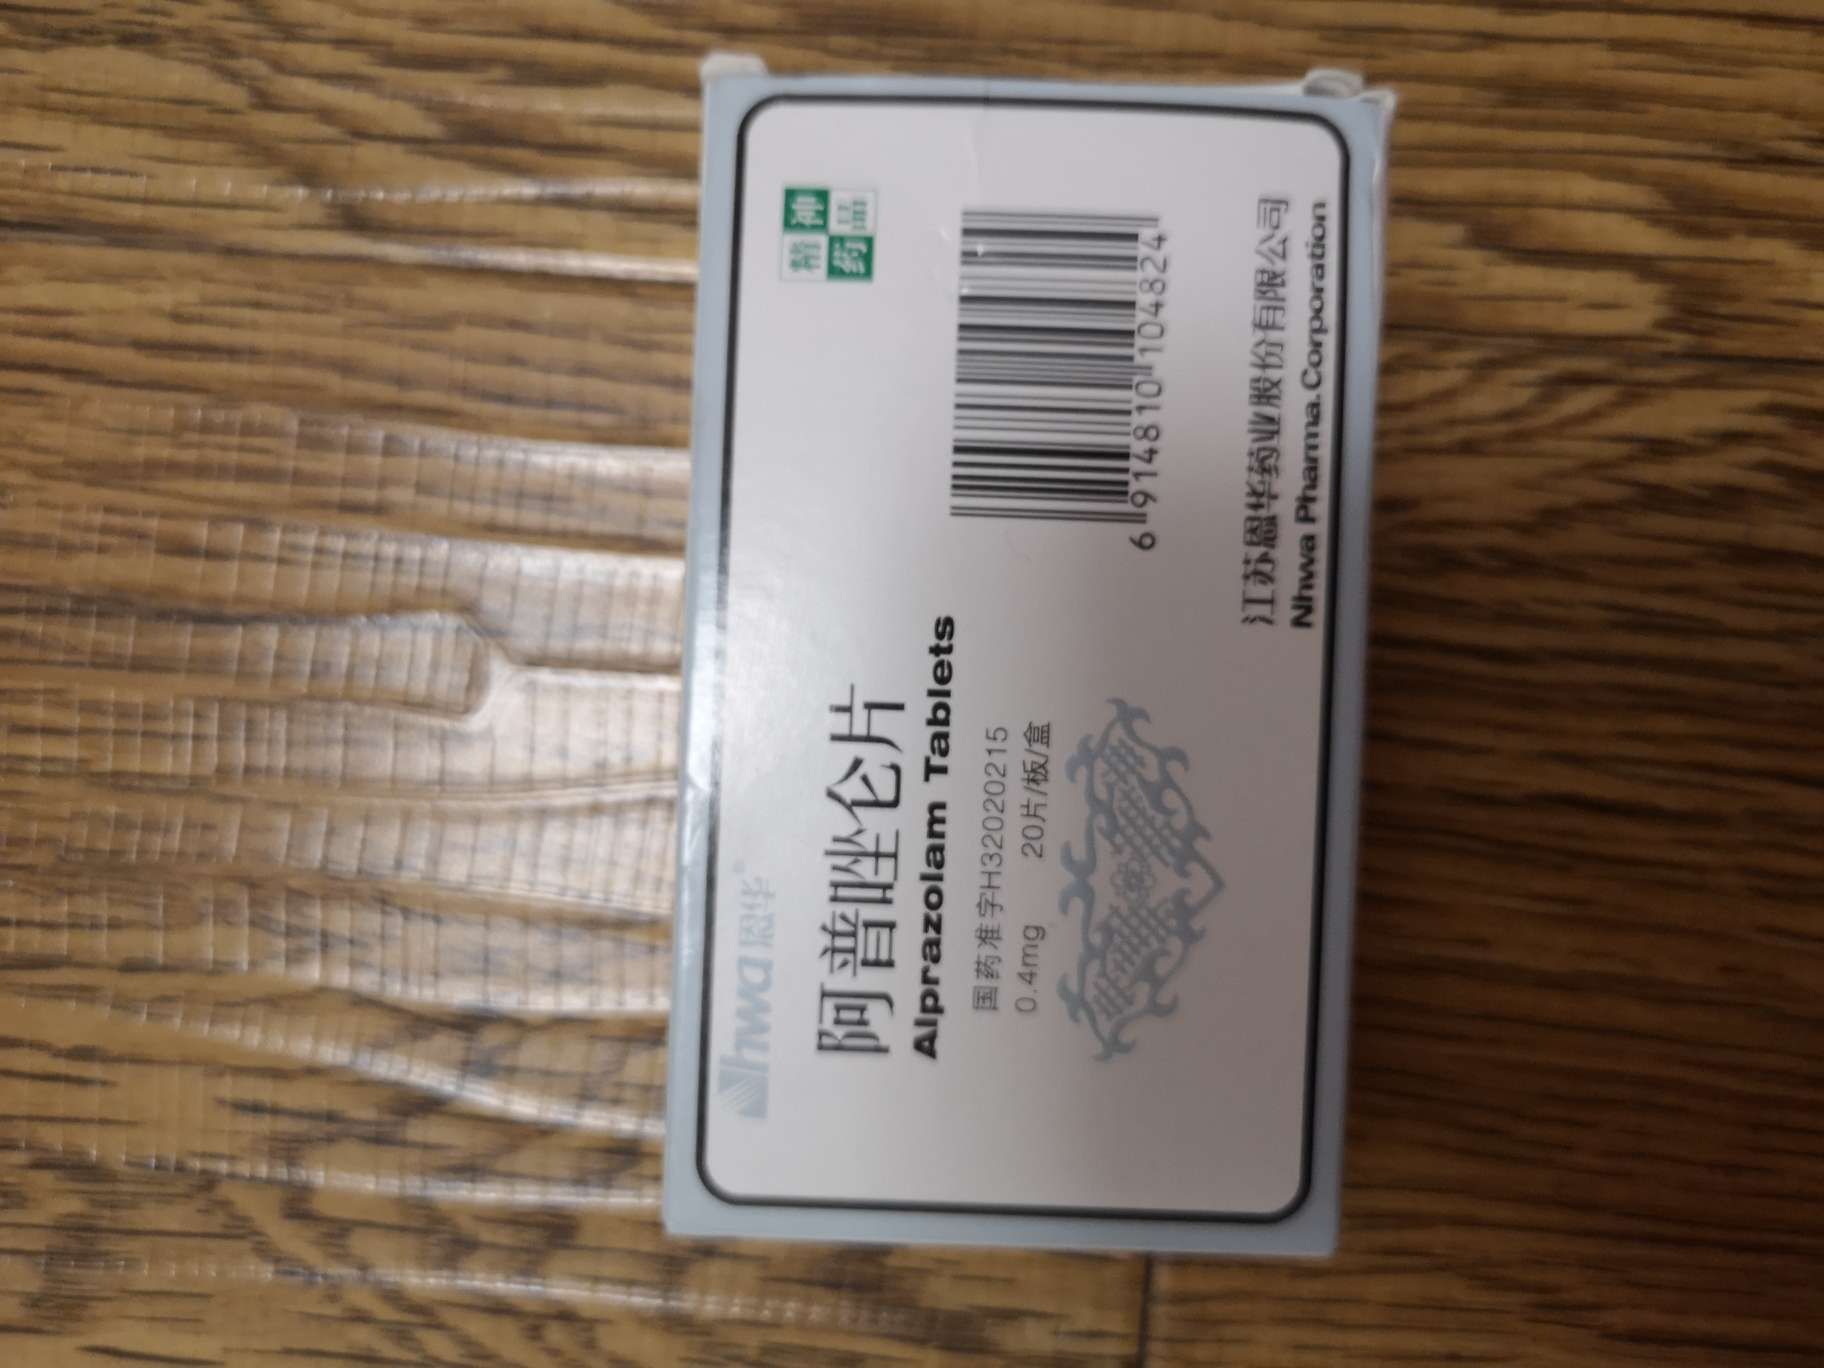 Nhwa 恩华®
精神
药品
阿普唑仑片
Alprazolam Tablets
国药准字H32020215
0.4mg 20片/板/盒
6 914810 104824
江苏恩华药业股份有限公司
Nhwa Pharma.Corporation